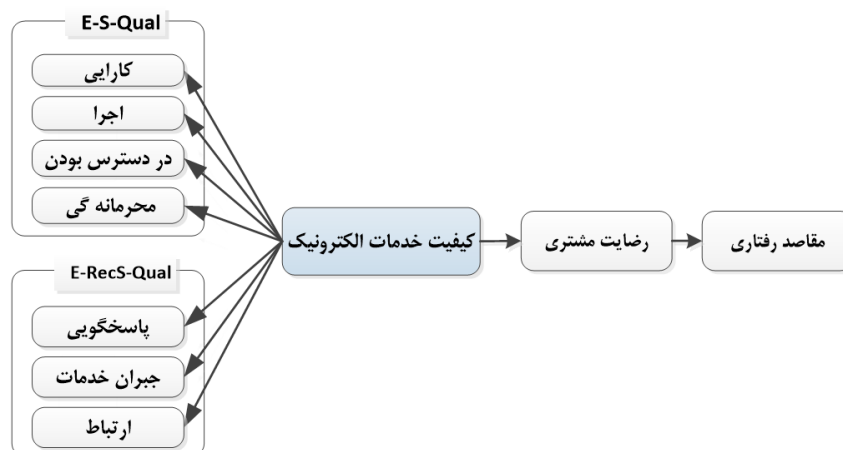 E-S-Qual
کارایی
اجرا
در دسترس بودن
محرمانه گی
E-RecS-Qual
پاسخگویی
جبران خدمات
ارتباط
کیفیت خدمات الکترونیک
رضایت مشتری
مقاصد رفتاری